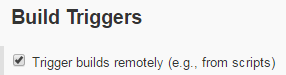 Build Triggers
Trigger builds remotely (e.g., from scripts)